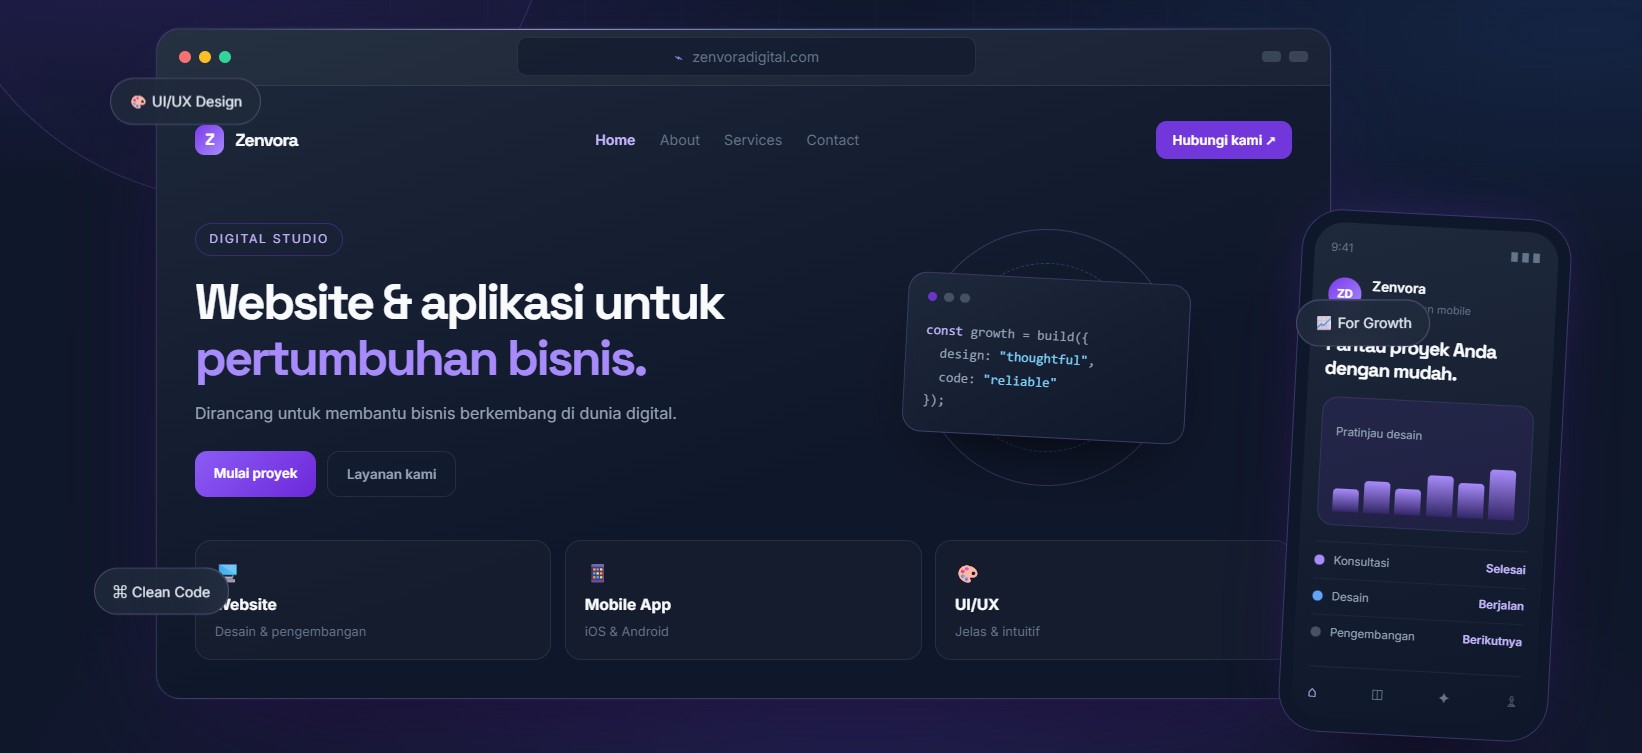 zenvoradigital.com
🎨 UI/UX Design
Z Zenvora
Home About Services Contact
Hubungi kami ↗
DIGITAL STUDIO
Website & aplikasi untuk
pertumbuhan bisnis.
Dirancang untuk membantu bisnis berkembang di dunia digital.
Mulai proyek
Layanan kami
const growth = build({
design: "thoughtful",
code: "reliable"
});
⌘ Clean Code
Website
Desain & pengembangan
Mobile App
iOS & Android
UI/UX
Jelas & intuitif
9:41
ZD Zenvora
mobile
📈 For Growth
Pantau proyek Anda
dengan mudah.
Pratinjau desain
Konsultasi Selesai
Desain Berjalan
Pengembangan Berikutnya